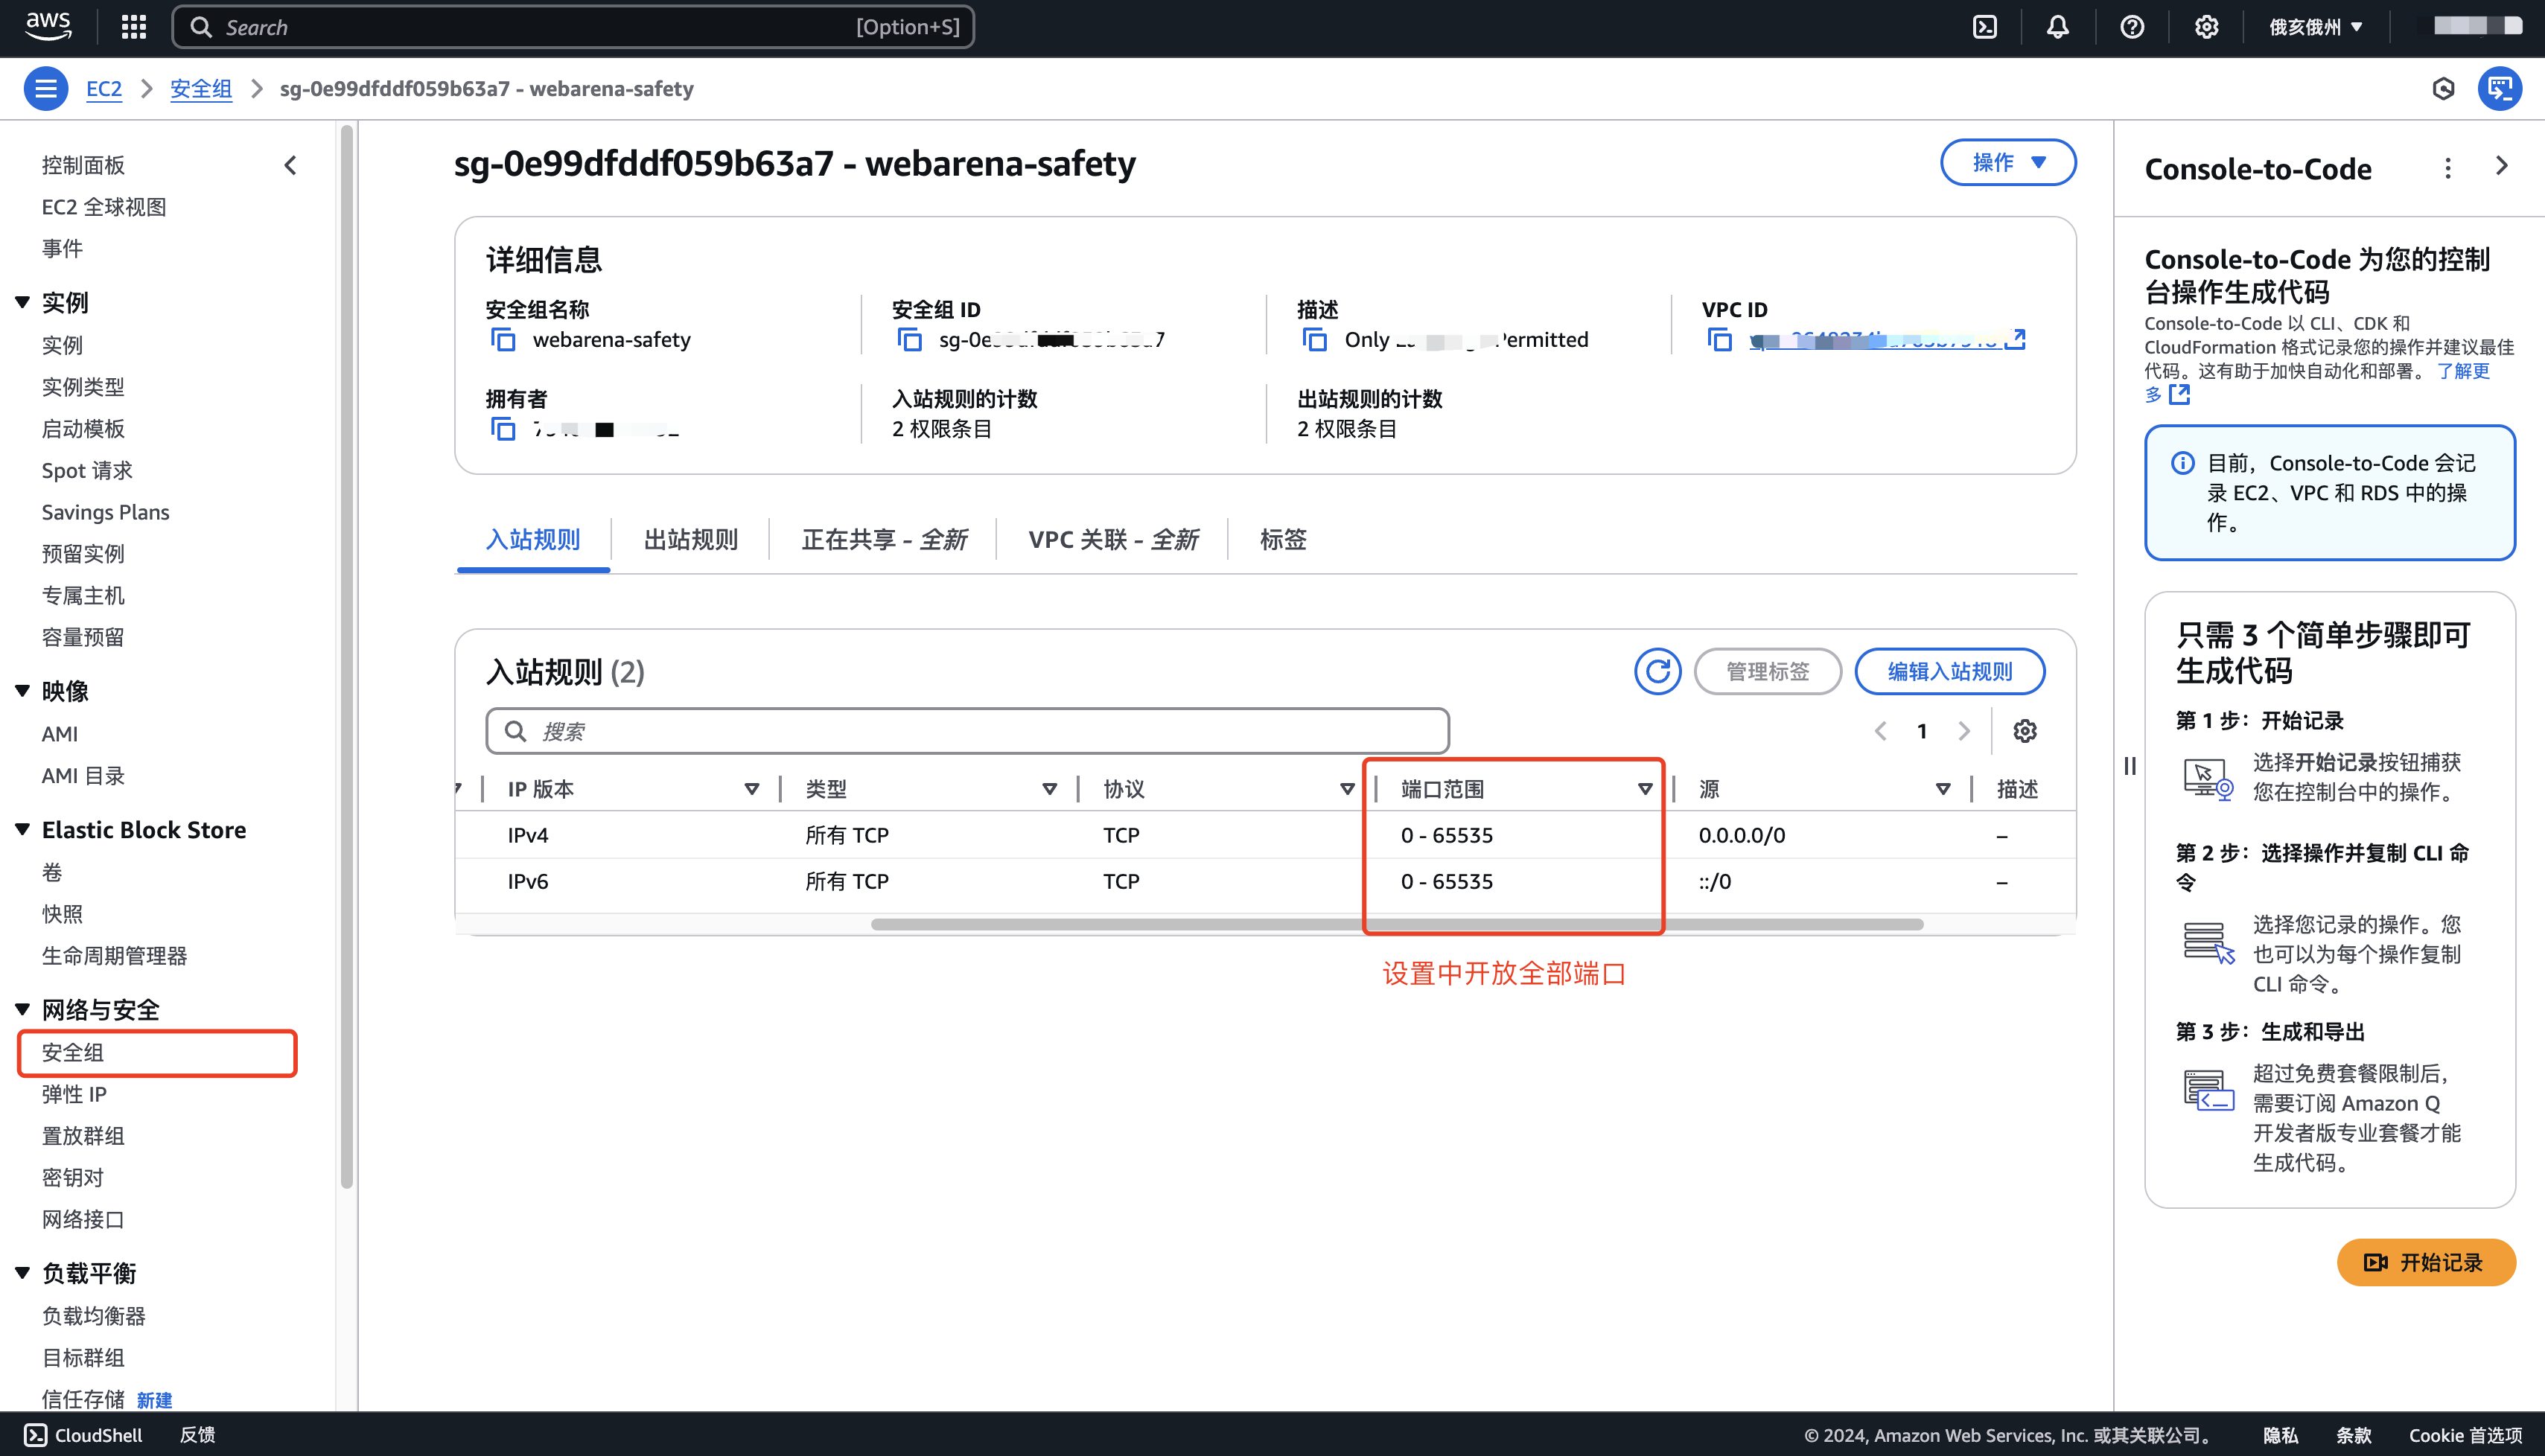 aws
Search
[Option+S]
俄亥俄州
EC2
安全组
sg-0e99dfddf059b63a7 - webarena-safety
控制面板
EC2 全球视图
事件
实例
实例
实例类型
启动模板
Spot 请求
Savings Plans
预留实例
专属主机
容量预留
映像
AMI
AMI 目录
Elastic Block Store
卷
快照
生命周期管理器
网络与安全
安全组
弹性 IP
置放群组
密钥对
网络接口
负载平衡
负载均衡器
目标群组
信任存储 新建
sg-0e99dfddf059b63a7 - webarena-safety
操作
详细信息
安全组名称
webarena-safety
安全组 ID
描述
Only
Permitted
VPC ID
拥有者
入站规则的计数
2 权限条目
出站规则的计数
2 权限条目
入站规则
出站规则
正在共享 - 全新
VPC 关联 - 全新
标签
入站规则 (2)
管理标签
编辑入站规则
搜索
1
IP 版本
类型
协议
端口范围
源
描述
IPv4
所有 TCP
TCP
0 - 65535
0.0.0.0/0
–
IPv6
所有 TCP
TCP
0 - 65535
::/0
–
设置中开放全部端口
Console-to-Code
Console-to-Code 为您的控制
台操作生成代码
Console-to-Code 以 CLI、CDK 和
CloudFormation 格式记录您的操作并建议最佳
代码。这有助于加快自动化和部署。 了解更
多
目前，Console-to-Code 会记
录 EC2、VPC 和 RDS 中的操
作。
只需 3 个简单步骤即可
生成代码
第 1 步：开始记录
选择开始记录按钮捕获
您在控制台中的操作。
第 2 步：选择操作并复制 CLI 命
令
选择您记录的操作。您
也可以为每个操作复制
CLI 命令。
第 3 步：生成和导出
超过免费套餐限制后，
需要订阅 Amazon Q
开发者版专业套餐才能
生成代码。
开始记录
CloudShell
反馈
© 2024, Amazon Web Services, Inc. 或其关联公司。
隐私
条款
Cookie 首选项